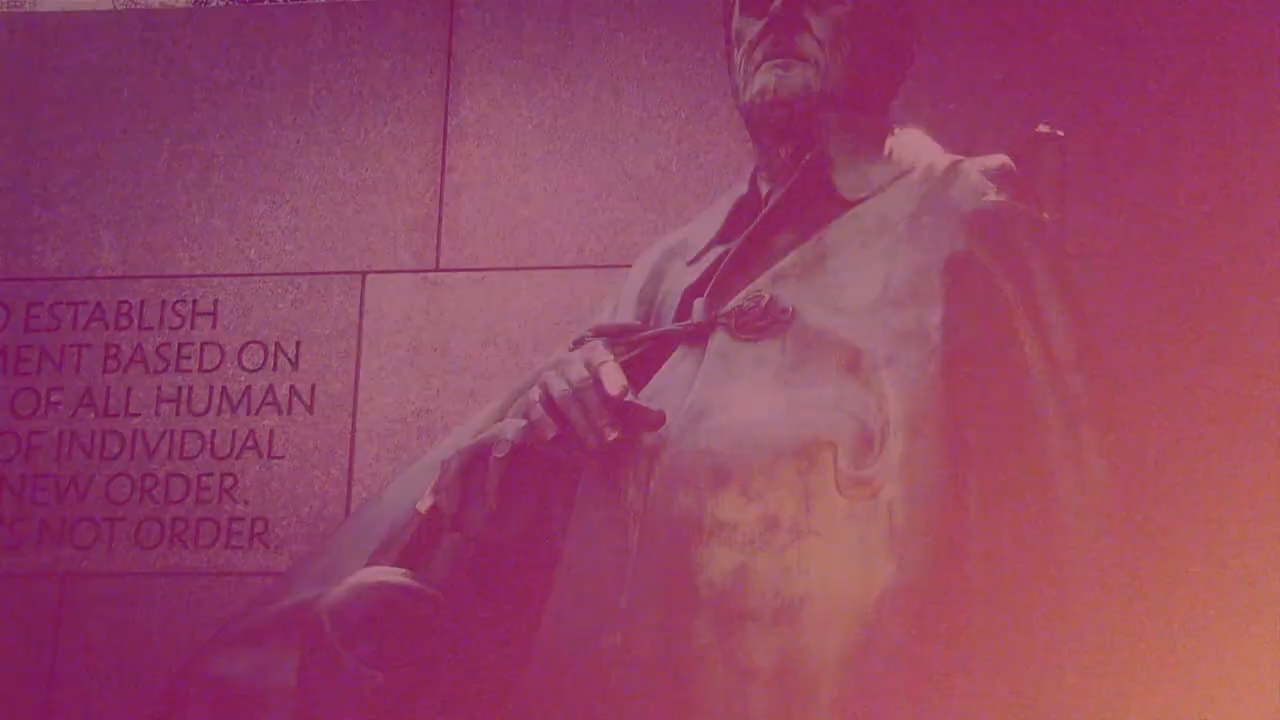 O ESTABLISH
MENT BASED ON
OF ALL HUMAN
OF INDIVIDUAL
NEW ORDER.
S NOT ORDER.